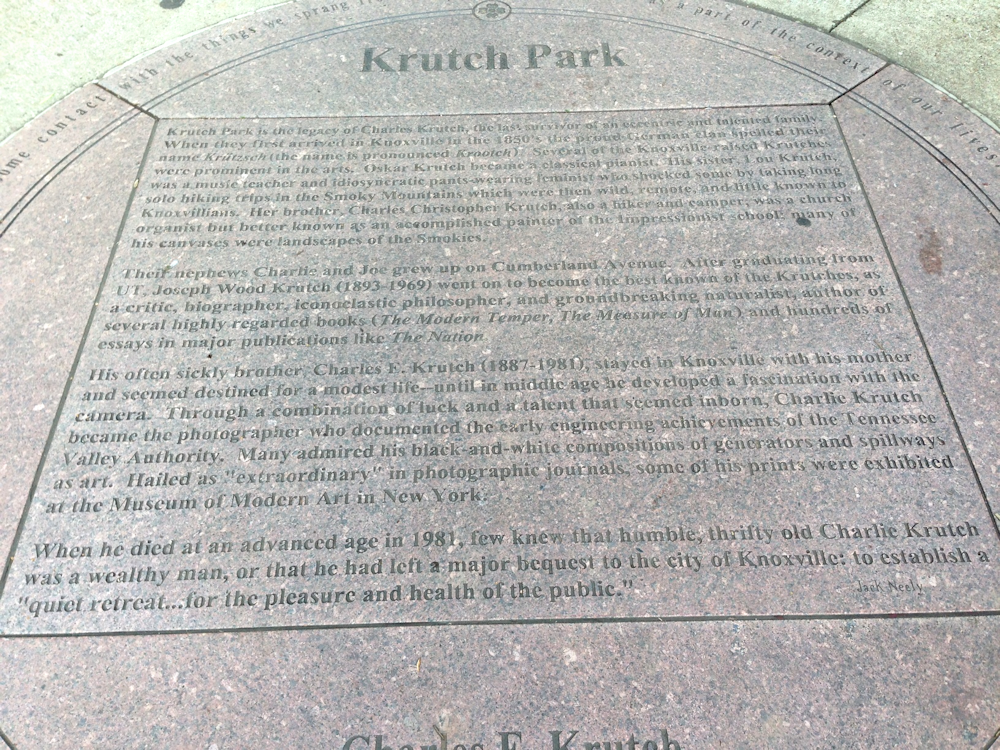 some contact with the things we sprang
as a part of the context of our lives
Krutch Park
Krutch Park is the legacy of Charles Krutch, the last survivor of an eccentric and talented family.
When they first arrived in Knoxville in the 1850's the proud German clan spelled their
name Krützsch (the name is pronounced Krootch). Several of the Knoxville-raised Krutches
were prominent in the arts. Oskar Krutch became a classical pianist. His sister, Lou Krutch,
was a music teacher and idiosyncratic pants-wearing feminist who shocked some by taking long
solo hiking trips in the Smoky Mountains which were then wild, remote, and little known to
Knoxvillians. Her brother, Charles Christopher Krutch, also a hiker and camper, was a church
organist but better known as an accomplished painter of the Impressionist school; many of
his canvases were landscapes of the Smokies.
Their nephews Charlie and Joe grew up on Cumberland Avenue. After graduating from
UT, Joseph Wood Krutch (1893-1969) went on to become the best known of the Krutches, as
a critic, biographer, iconoclastic philosopher, and groundbreaking naturalist, author of
several highly regarded books (The Modern Temper, The Measure of Man) and hundreds of
essays in major publications like The Nation
His often sickly brother, Charles E. Krutch (1887-1981), stayed in Knoxville with his mother
and seemed destined for a modest life--until in middle age he developed a fascination with the
camera. Through a combination of luck and a talent that seemed inborn, Charlie Krutch
became the photographer who documented the early engineering achievements of the Tennessee
Valley Authority. Many admired his black-and-white compositions of generators and spillways
as art. Hailed as "extraordinary" in photographic journals, some of his prints were exhibited
at the Museum of Modern Art in New York.
When he died at an advanced age in 1981, few knew that humble, thrifty old Charlie Krutch
was a wealthy man, or that he had left a major bequest to the city of Knoxville: to establish a
"quiet retreat...for the pleasure and health of the public."
Jack Neely
Charles E. Krutch